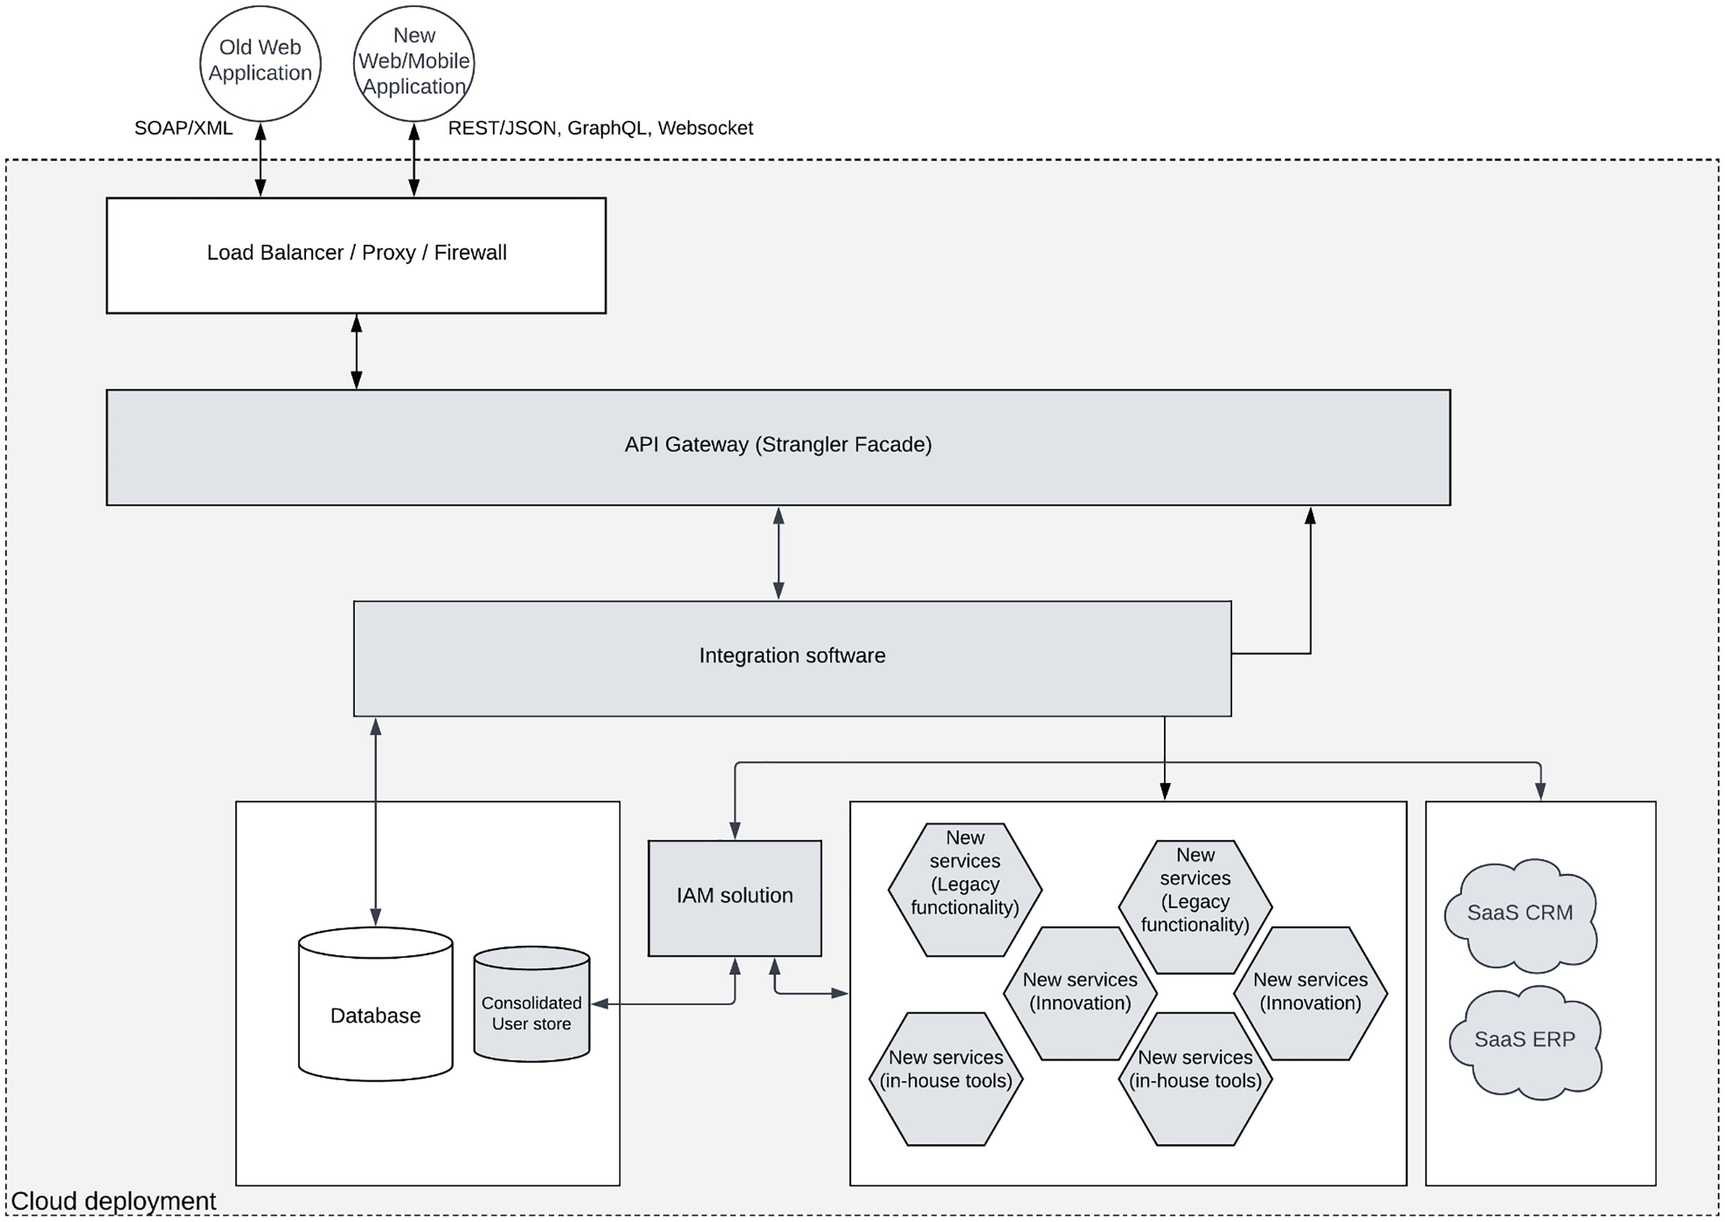 Old Web
Application
New
Web/Mobile
Application
SOAP/XML
REST/JSON, GraphQL, Websocket
Load Balancer / Proxy / Firewall
API Gateway (Strangler Facade)
Integration software
Database
Consolidated
User store
IAM solution
New
services
(Legacy
functionality)
New
services
(Legacy
functionality)
New services
(Innovation)
New services
(Innovation)
New services
(in-house tools)
New services
(in-house tools)
SaaS CRM
SaaS ERP
Cloud deployment